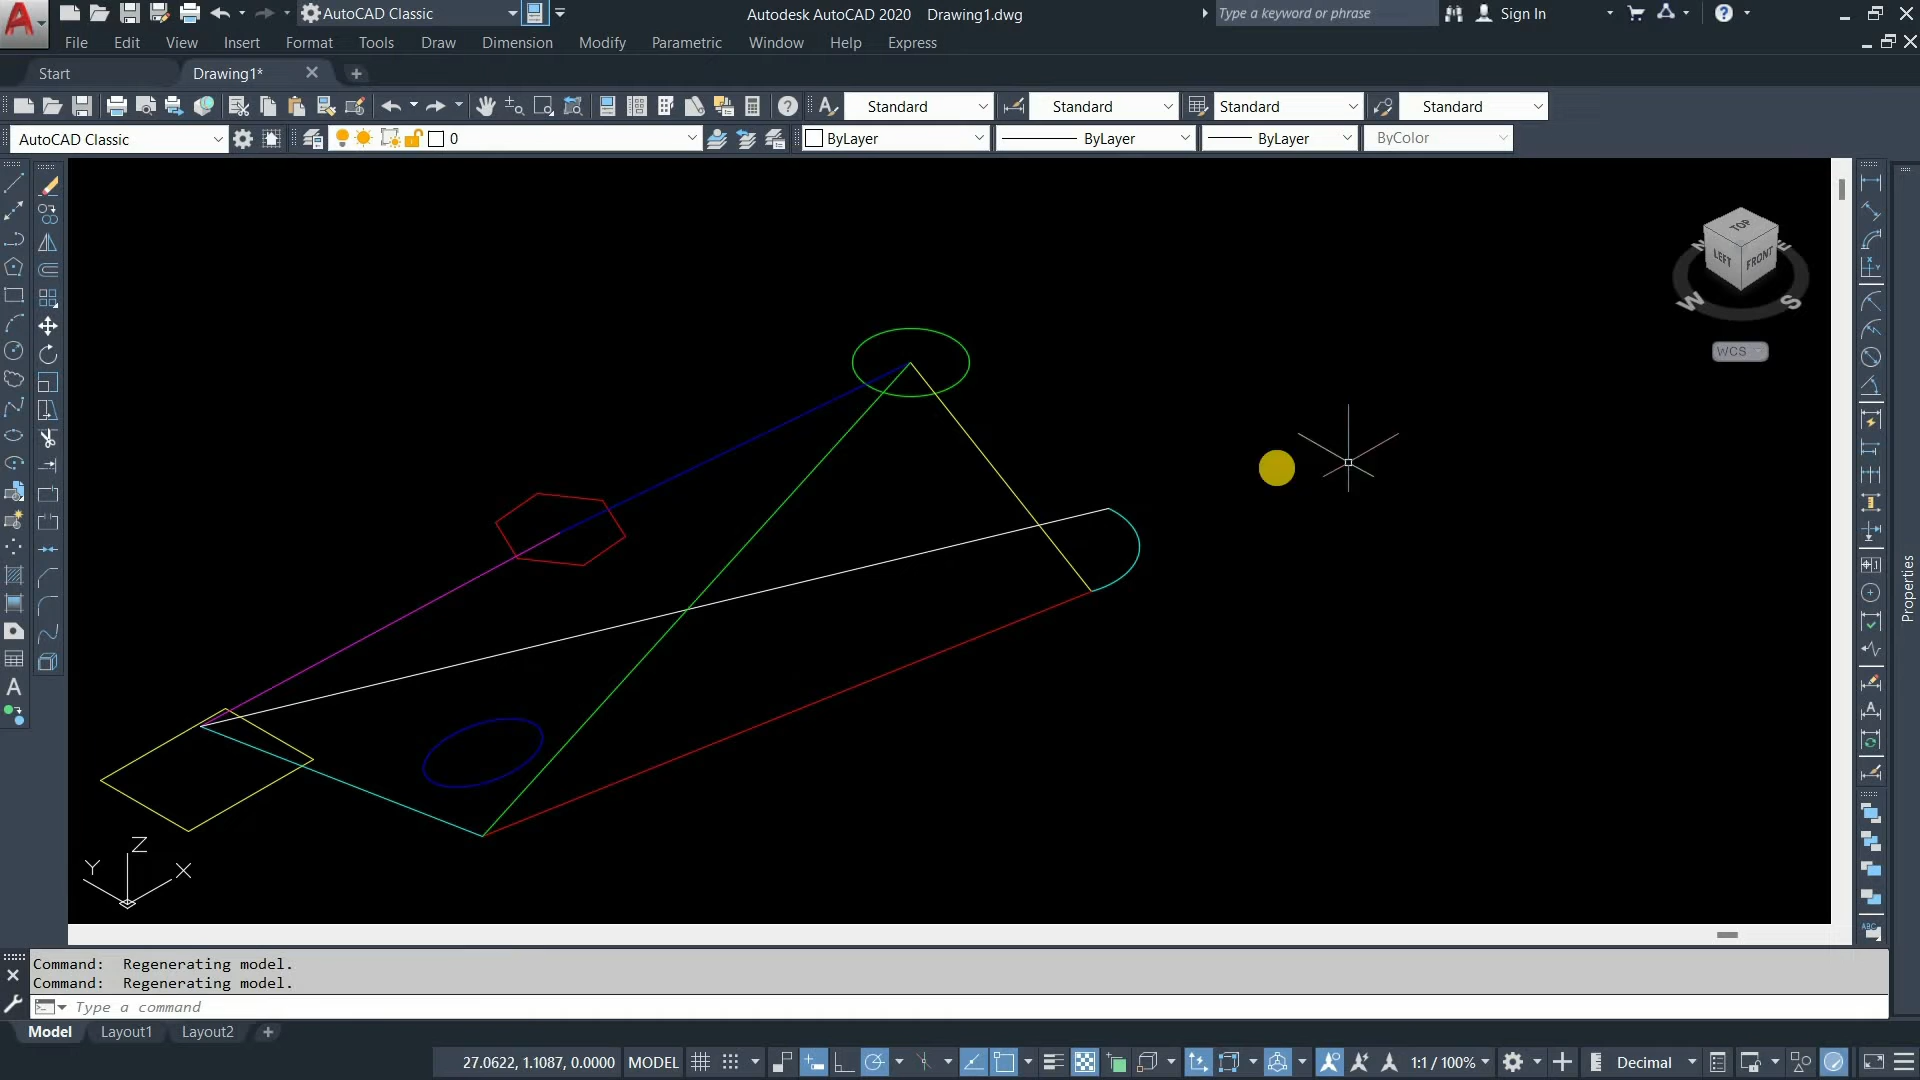 AutoCAD Classic
Autodesk AutoCAD 2020 Drawing1.dwg
Type a keyword or phrase
Sign In
File Edit View Insert Format Tools Draw Dimension Modify Parametric Window Help Express
Start
Drawing1*
Standard
Standard
Standard
Standard
AutoCAD Classic
0
ByLayer
ByLayer
ByLayer
ByColor
TOP
LEFT
FRONT
N
E
W
S
WCS
Properties
Z
Y
X
Command: Regenerating model.
Command: Regenerating model.
Type a command
Model Layout1 Layout2
27.0622, 1.1087, 0.0000 MODEL
1:1 / 100%
Decimal